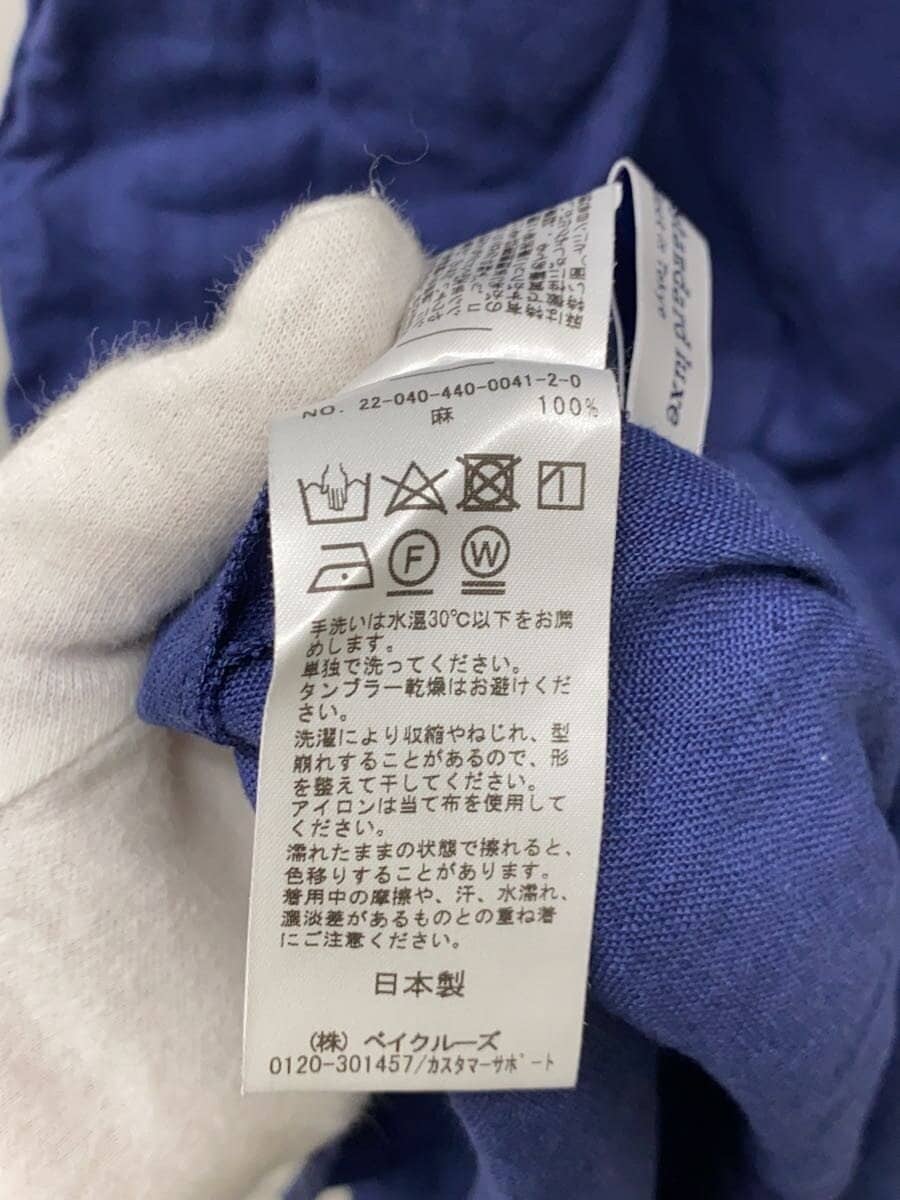 standard luxe
Tokyo
NO. 22-040-440-0041-2-0
麻 100%
F W
手洗いは水温30℃以下をお薦
めします。
単独で洗ってください。
タンブラー乾燥はお避けくだ
さい。
洗濯により収縮やねじれ、型
崩れすることがあるので、形
を整えて干してください。
アイロンは当て布を使用して
ください。
濡れたままの状態で擦れると、
色移りすることがあります。
着用中の摩擦や、汗、水濡れ、
濃淡差があるものとの重ね着
にご注意ください。
日本製
(株) ベイクルーズ
0120-301457/カスタマーサポート